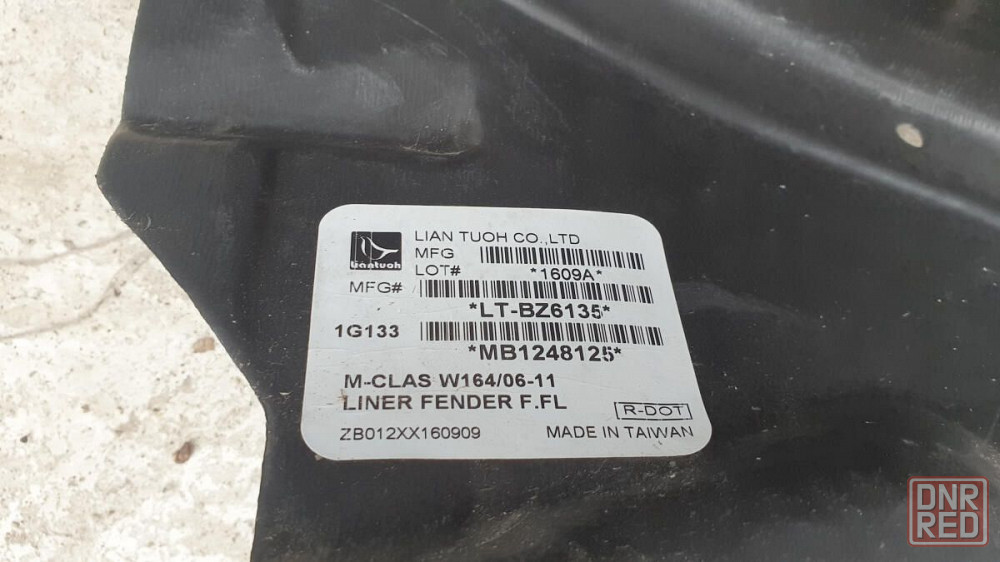 LIAN TUOH CO.,LTD
Liantuoh
MFG
LOT#
*1609A*
MFG#
*LT-BZ6135*
1G133
*MB1248125*
M-CLAS W164/06-11
LINER FENDER F.FL
R-DOT
ZB012XX160909
MADE IN TAIWAN
DNR
RED